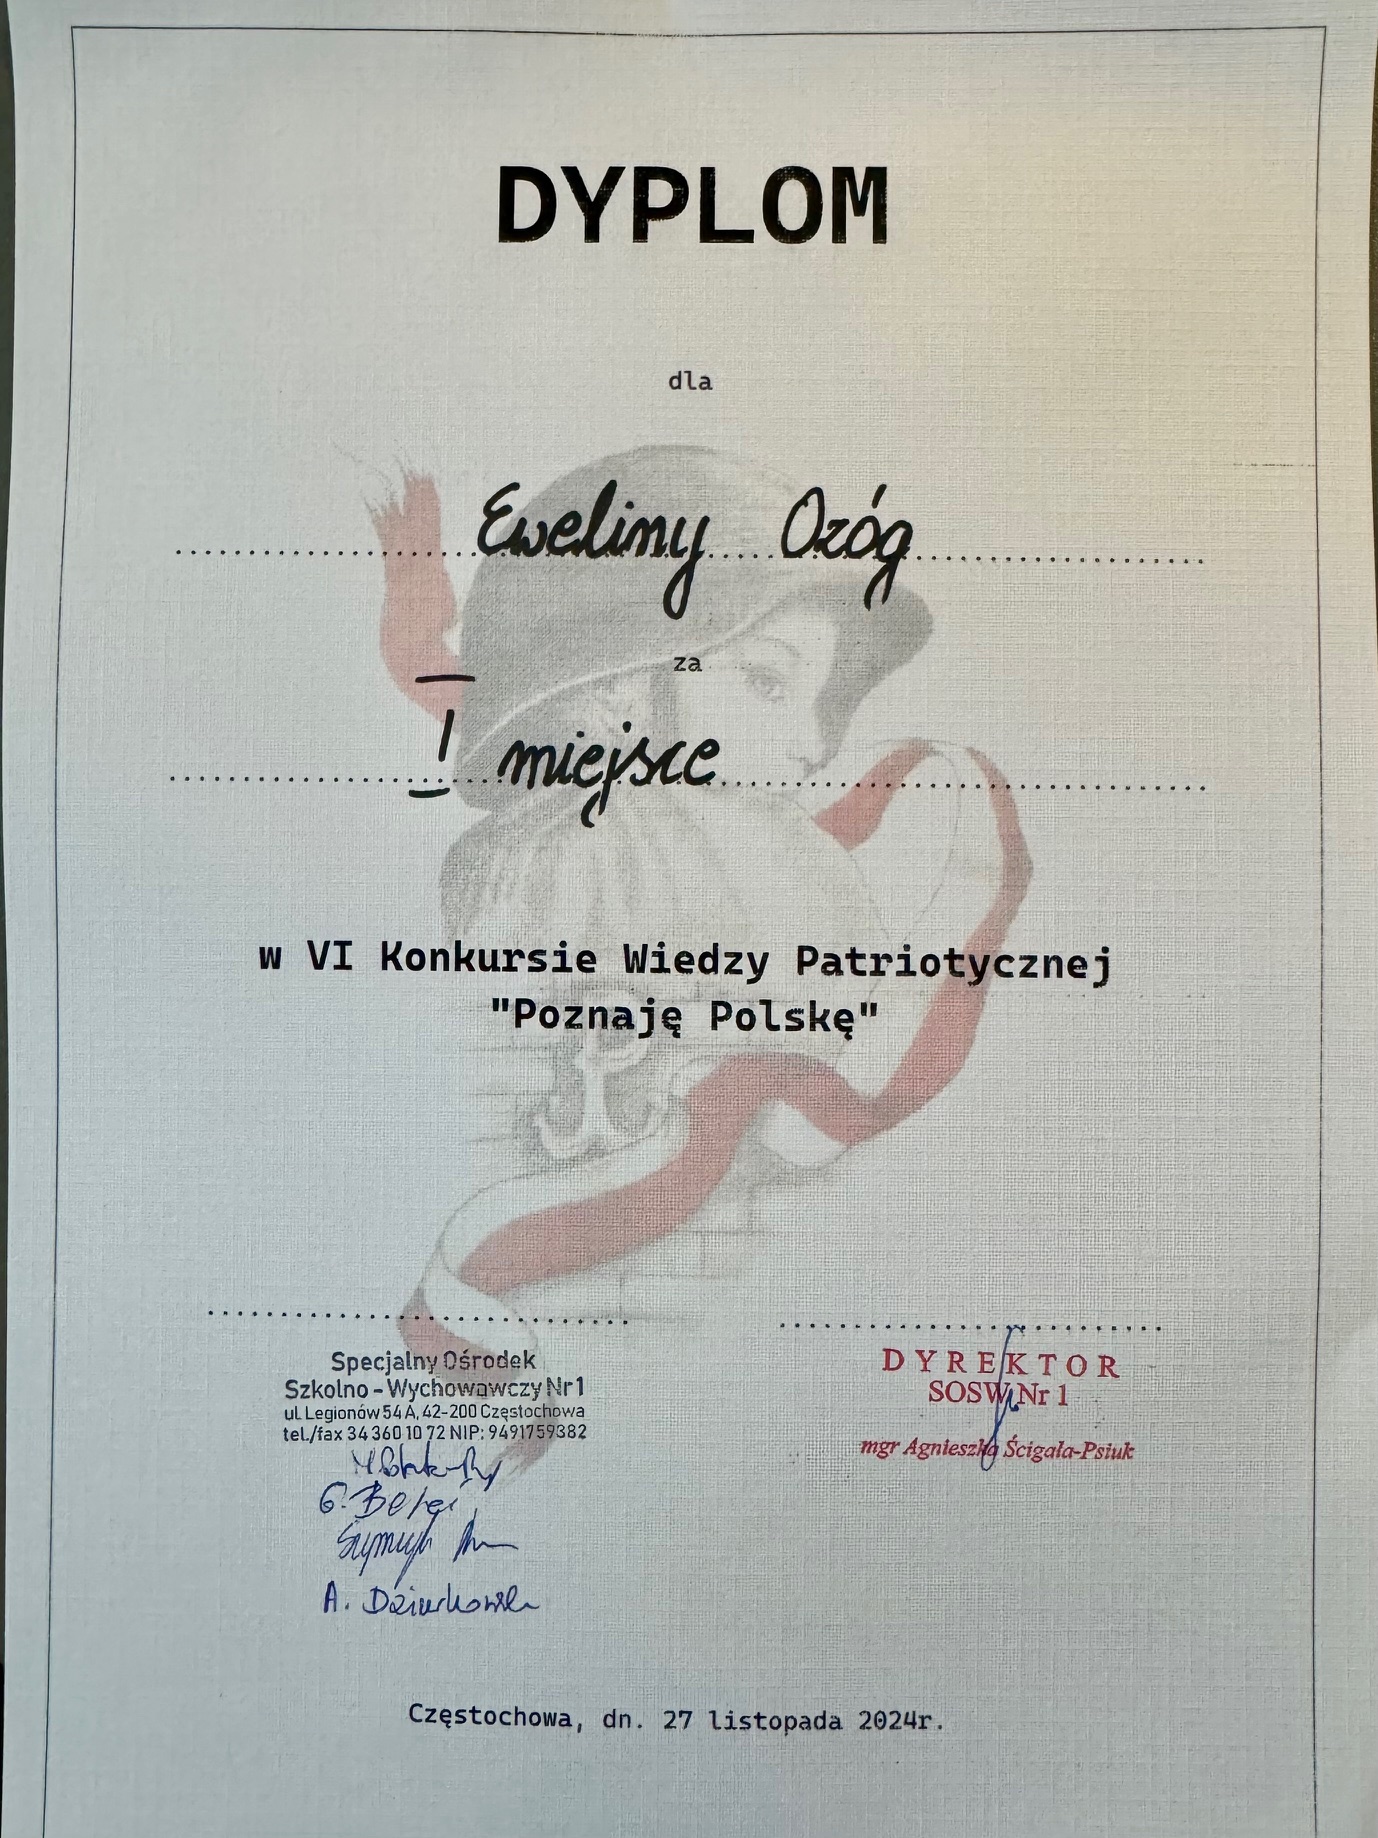 DYPLOM
dla
Eweliny Ozóg
za
I miejsce
w VI Konkursie Wiedzy Patriotycznej
"Poznaję Polskę"
Specjalny Ośrodek
Szkolno-Wychowawczy Nr 1
ul. Legionów 54 A, 42-200 Częstochowa
tel./fax 34 360 10 72 NIP: 9491759382
DYREKTOR
SOSW Nr 1
mgr Agnieszka Ścigała-Psiuk
G.
A. Dziurkowska
Częstochowa, dn. 27 listopada 2024r.